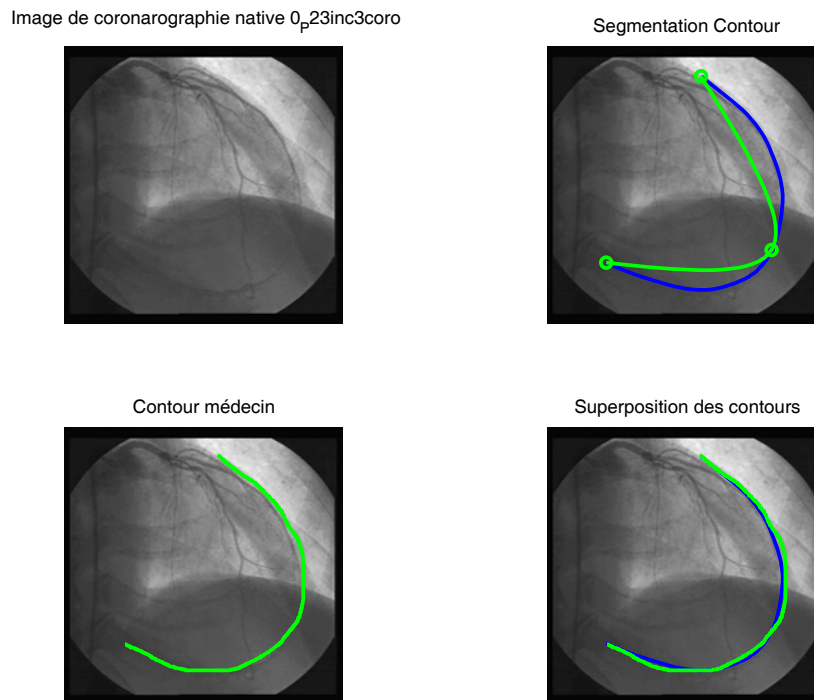 Image de coronarographie native 0p23inc3coro
Segmentation Contour
Contour médecin
Superposition des contours